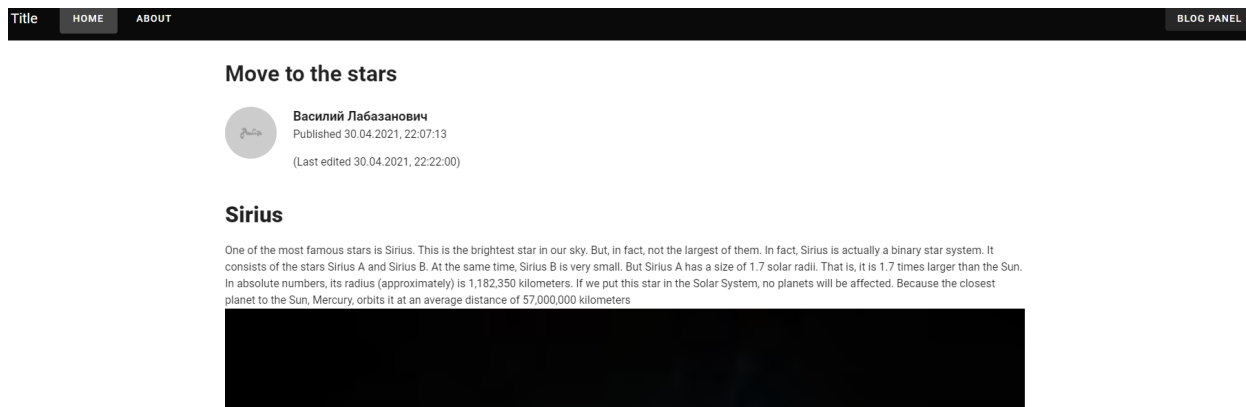 Title HOME ABOUT BLOG PANEL
Move to the stars
Василий Лабазанович
Published 30.04.2021, 22:07:13
(Last edited 30.04.2021, 22:22:00)
Sirius
One of the most famous stars is Sirius. This is the brightest star in our sky. But, in fact, not the largest of them. In fact, Sirius is actually a binary star system. It
consists of the stars Sirius A and Sirius B. At the same time, Sirius B is very small. But Sirius A has a size of 1.7 solar radii. That is, it is 1.7 times larger than the Sun.
In absolute numbers, its radius (approximately) is 1,182,350 kilometers. If we put this star in the Solar System, no planets will be affected. Because the closest
planet to the Sun, Mercury, orbits it at an average distance of 57,000,000 kilometers